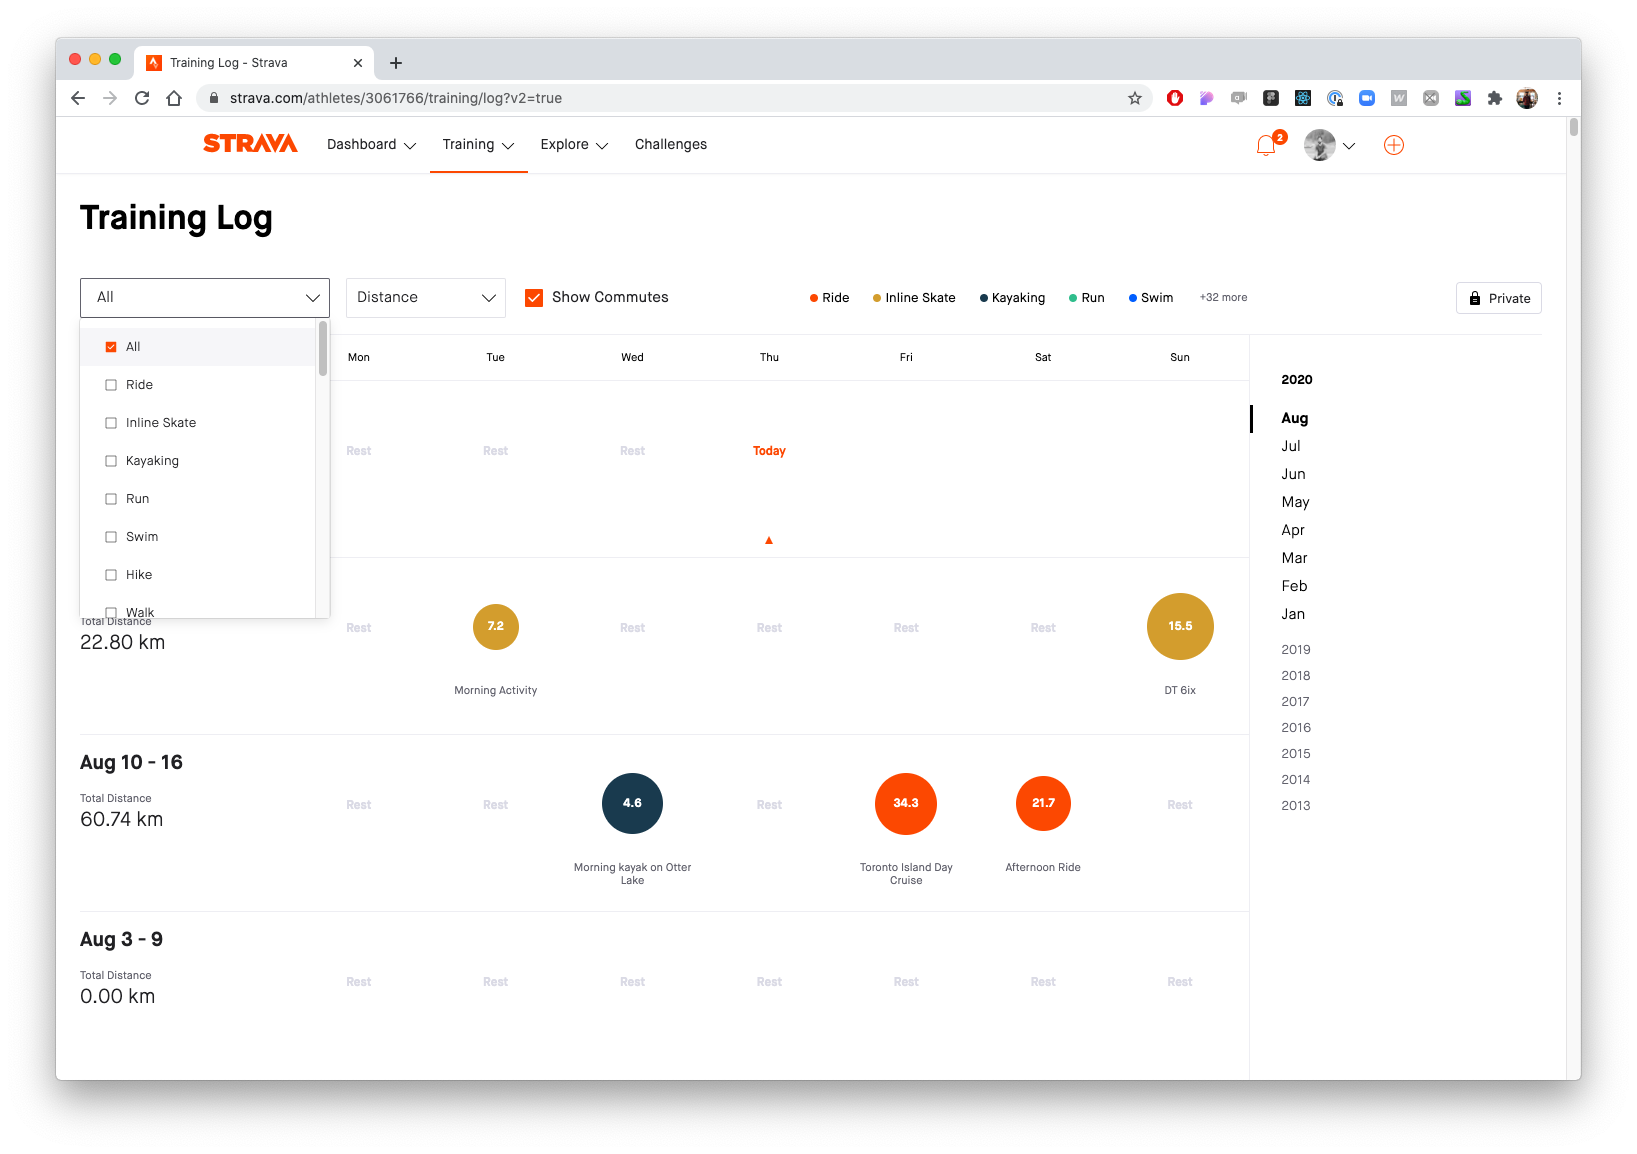 Training Log - Strava
strava.com/athletes/3061766/training/log?v2=true
STRAVA
Dashboard
Training
Explore
Challenges
2
Training Log
All
Distance
Show Commutes
Ride
Inline Skate
Kayaking
Run
Swim
+32 more
Private
All
Ride
Inline Skate
Kayaking
Run
Swim
Hike
Walk
Mon
Tue
Wed
Thu
Fri
Sat
Sun
Rest
Rest
Rest
Today
Total Distance
22.80 km
Rest
7.2
Morning Activity
Rest
Rest
Rest
Rest
15.5
DT 6ix
Aug 10 - 16
Total Distance
60.74 km
Rest
Rest
4.6
Morning kayak on Otter
Lake
Rest
34.3
Toronto Island Day
Cruise
21.7
Afternoon Ride
Rest
Aug 3 - 9
Total Distance
0.00 km
Rest
Rest
Rest
Rest
Rest
Rest
Rest
2020
Aug
Jul
Jun
May
Apr
Mar
Feb
Jan
2019
2018
2017
2016
2015
2014
2013